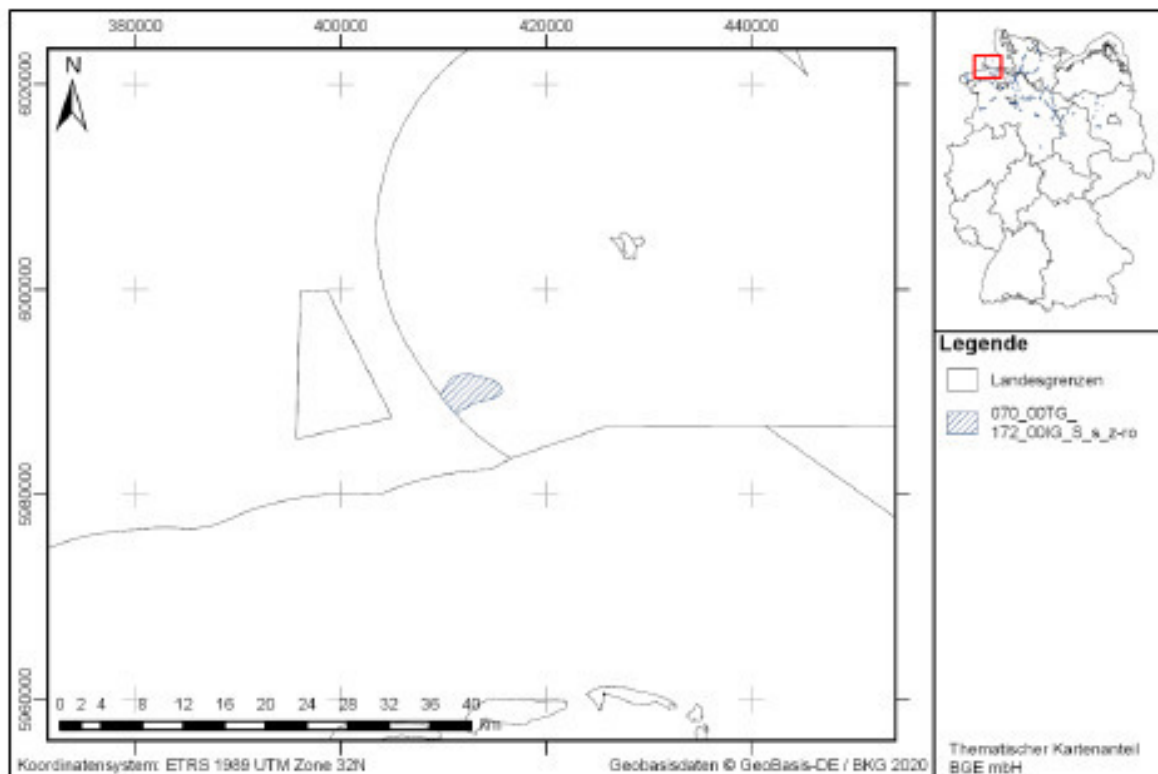 380000 400000 420000 440000
N
6020000
6000000
5980000
5960000
0 2 4 8 12 16 20 24 28 32 36 40
Km
Koordinatensystem: ETRS 1989 UTM Zone 32N
Geobasisdaten © GeoBasis-DE / BKG 2020
Legende
Landesgrenzen
070_00TG_
172_00IG_S_s_z-ro
Thematischer Kartenanteil
BGE mbH